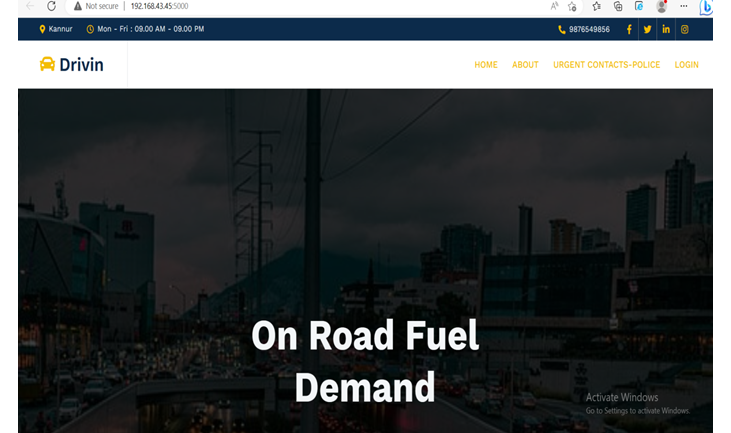 Not secure | 192.168.43.45:5000
Kannur Mon - Fri : 09.00 AM - 09.00 PM 9876549856
Drivin HOME ABOUT URGENT CONTACTS-POLICE LOGIN
On Road Fuel
Demand
Activate Windows
Go to Settings to activate Windows.